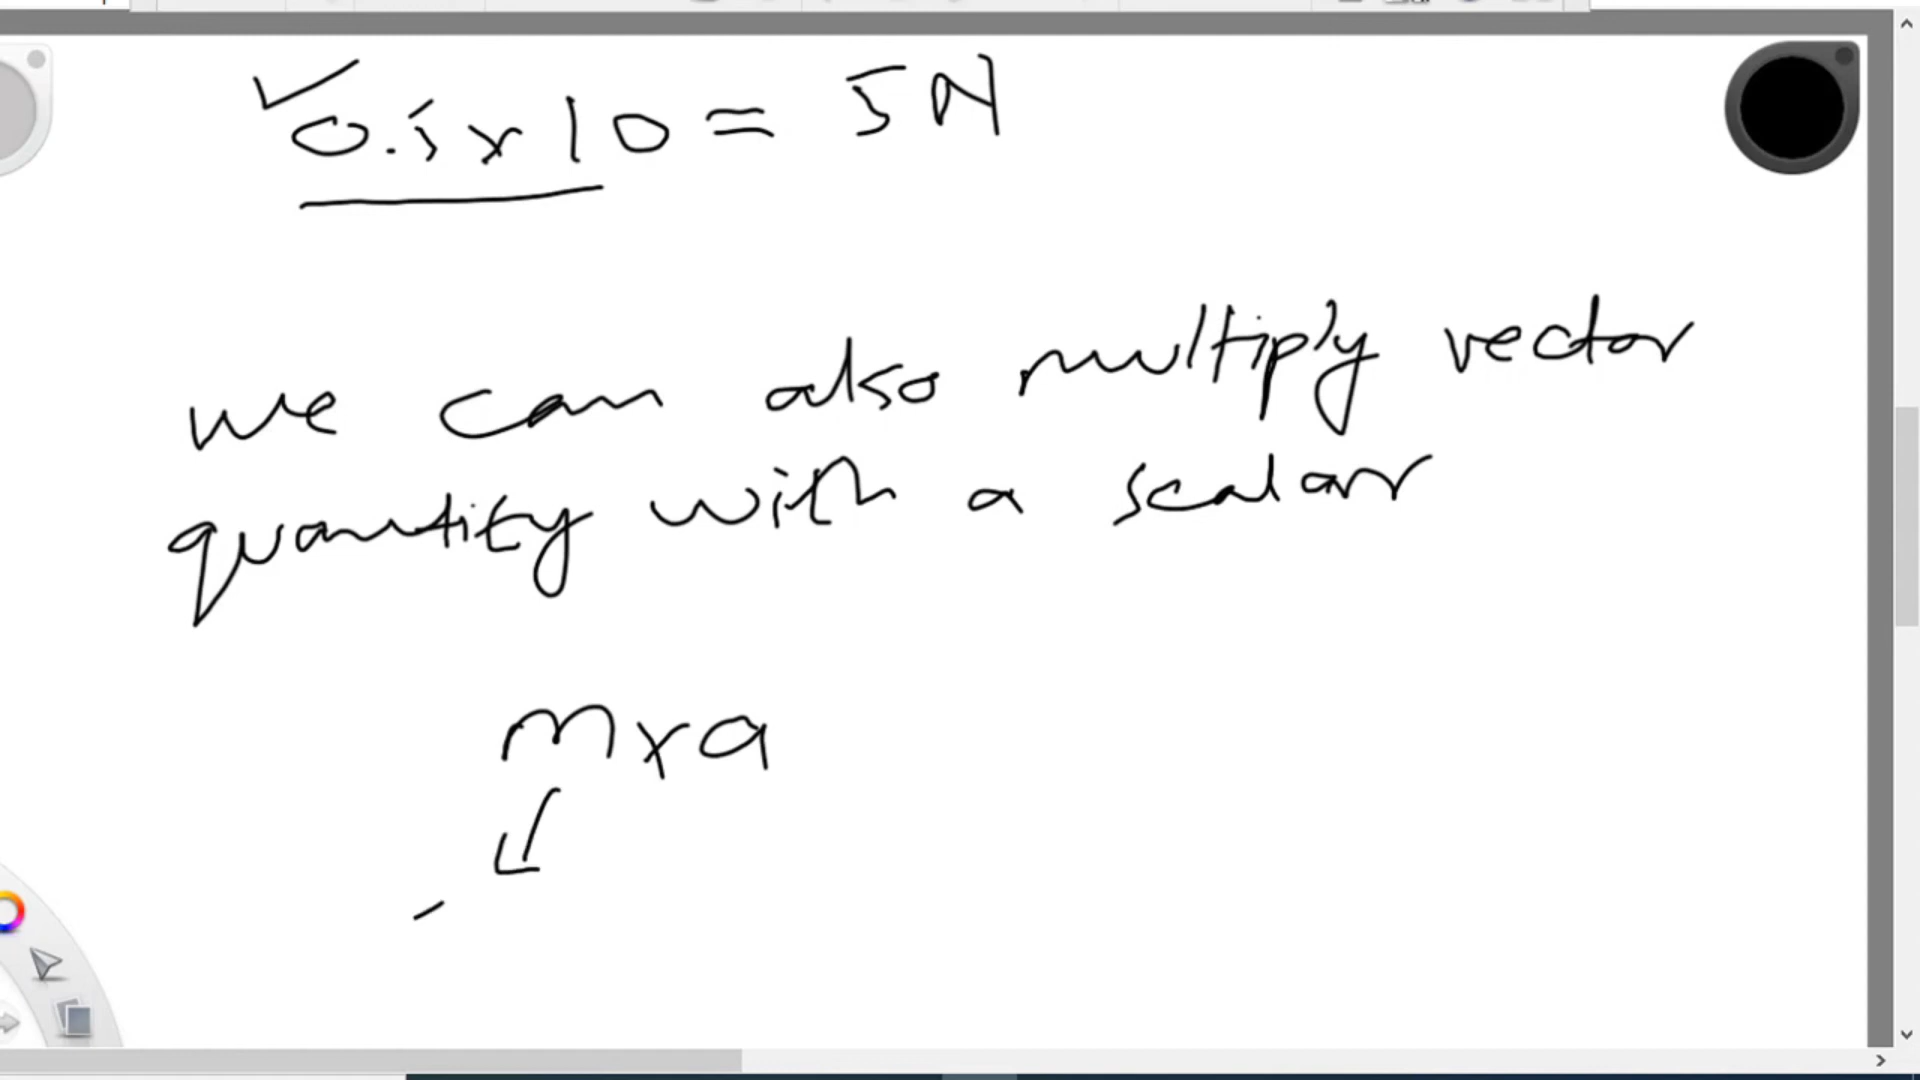 0.5 x 10 = 5N
we can also multiply vector
quantity with a scalar
m x a